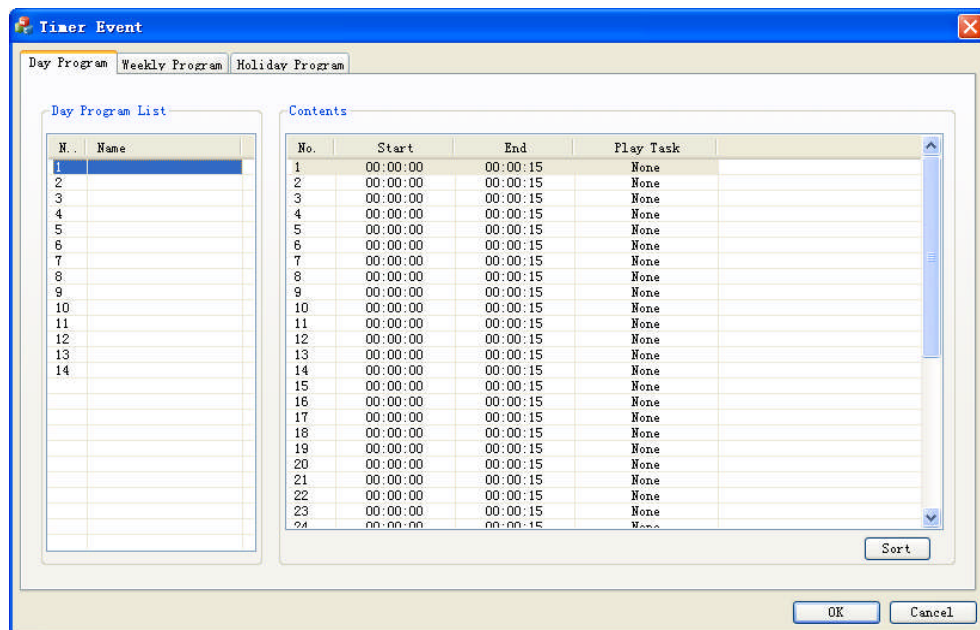 Timer Event
Day Program Weekly Program Holiday Program
Day Program List
N.. Name
1
2
3
4
5
6
7
8
9
10
11
12
13
14
Contents
No. Start End Play Task
1 00:00:00 00:00:15 None
2 00:00:00 00:00:15 None
3 00:00:00 00:00:15 None
4 00:00:00 00:00:15 None
5 00:00:00 00:00:15 None
6 00:00:00 00:00:15 None
7 00:00:00 00:00:15 None
8 00:00:00 00:00:15 None
9 00:00:00 00:00:15 None
10 00:00:00 00:00:15 None
11 00:00:00 00:00:15 None
12 00:00:00 00:00:15 None
13 00:00:00 00:00:15 None
14 00:00:00 00:00:15 None
15 00:00:00 00:00:15 None
16 00:00:00 00:00:15 None
17 00:00:00 00:00:15 None
18 00:00:00 00:00:15 None
19 00:00:00 00:00:15 None
20 00:00:00 00:00:15 None
21 00:00:00 00:00:15 None
22 00:00:00 00:00:15 None
23 00:00:00 00:00:15 None
24 00:00:00 00:00:15 None
Sort
OK Cancel